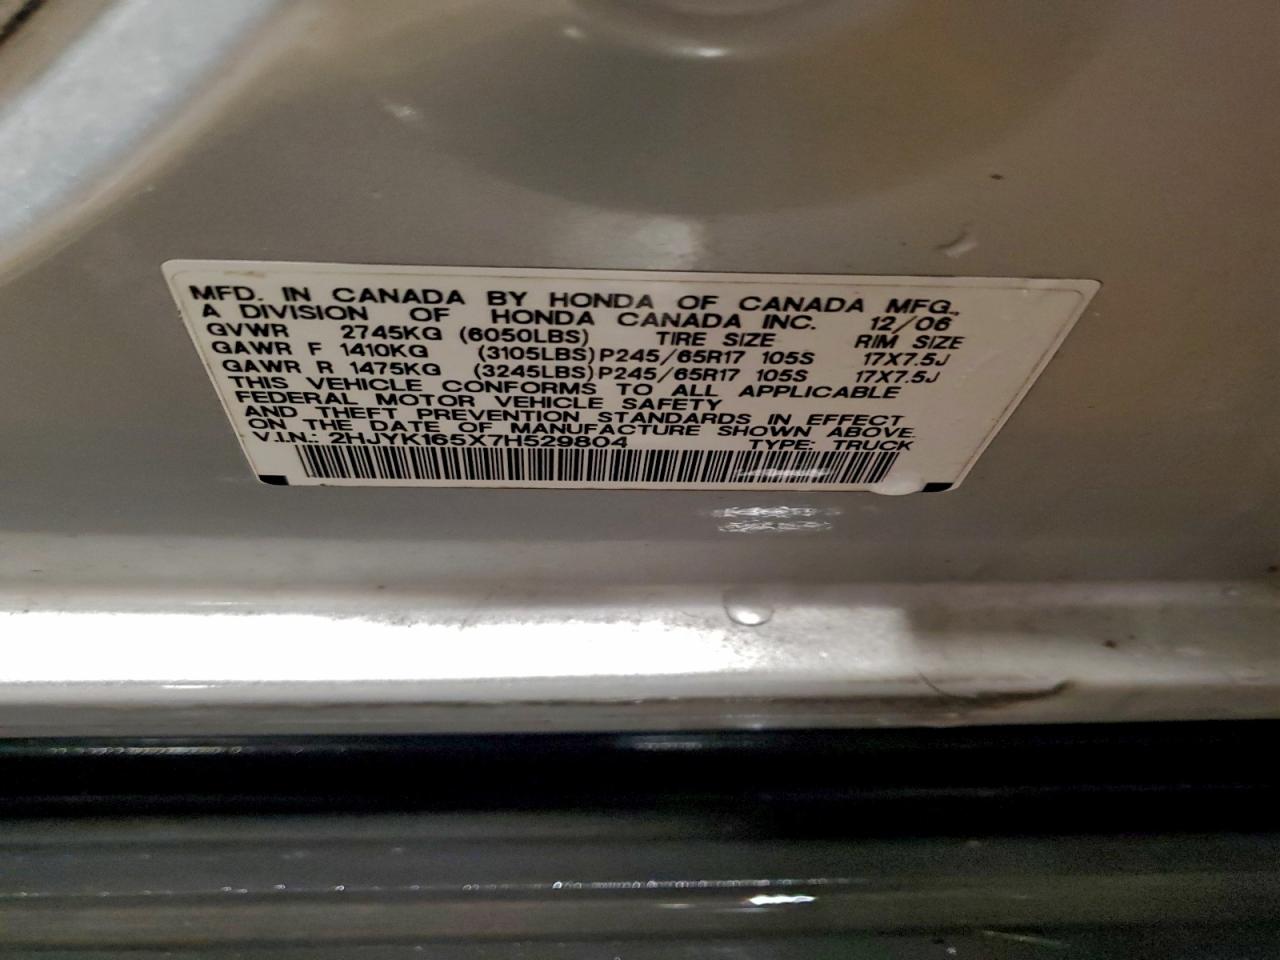 MFD. IN CANADA BY HONDA OF CANADA MFG.,
A DIVISION OF HONDA CANADA INC. 12/06
GVWR 2745KG (6050LBS) TIRE SIZE RIM SIZE
GAWR F 1410KG (3105LBS) P245/65R17 105S 17X7.5J
GAWR R 1475KG (3245LBS) P245/65R17 105S 17X7.5J
THIS VEHICLE CONFORMS TO ALL APPLICABLE
FEDERAL MOTOR VEHICLE SAFETY
AND THEFT PREVENTION STANDARDS IN EFFECT
ON THE DATE OF MANUFACTURE SHOWN ABOVE.
V.I.N.: 2HJYK165X7H529804 TYPE: TRUCK